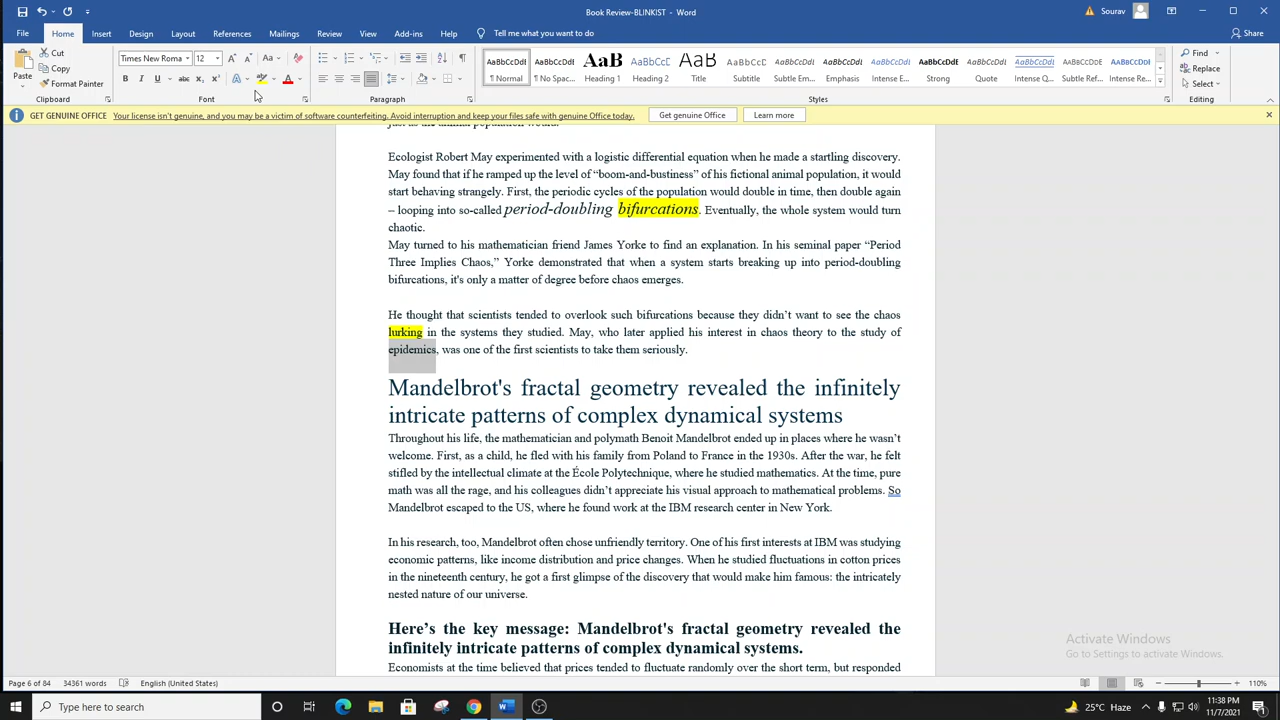 Book Review-BLINKIST - Word
Sourav
File Home Insert Design Layout References Mailings Review View Add-ins Help Tell me what you want to do
Paste
Cut
Copy
Format Painter
Clipboard
Times New Roma 12
Font
Paragraph
AaBbCcDdI ¶ Normal
AaBbCcDdI ¶ No Spac...
AaB Heading 1
AaBbCcDd Heading 2
AaB Title
AaBbCcDd Subtitle
AaBbCcDdI Subtle Em...
AaBbCcDdI Emphasis
AaBbCcDdI Intense E...
AaBbCcDdI Strong
AaBbCcDdI Quote
AaBbCcDdI Intense Q...
AaBbCcDdI Subtle Ref...
AaBbCcDdI Intense Re...
Styles
Find
Replace
Select
Editing
GET GENUINE OFFICE Your license isn't genuine, and you may be a victim of software counterfeiting. Avoid interruption and keep your files safe with genuine Office today. Get genuine Office Learn more
just as the animal population would.
Ecologist Robert May experimented with a logistic differential equation when he made a startling discovery.
May found that if he ramped up the level of “boom-and-bustiness” of his fictional animal population, it would
start behaving strangely. First, the periodic cycles of the population would double in time, then double again
– looping into so-called period-doubling bifurcations. Eventually, the whole system would turn
chaotic.
May turned to his mathematician friend James Yorke to find an explanation. In his seminal paper “Period
Three Implies Chaos,” Yorke demonstrated that when a system starts breaking up into period-doubling
bifurcations, it's only a matter of degree before chaos emerges.
He thought that scientists tended to overlook such bifurcations because they didn’t want to see the chaos
lurking in the systems they studied. May, who later applied his interest in chaos theory to the study of
epidemics, was one of the first scientists to take them seriously.
Mandelbrot's fractal geometry revealed the infinitely
intricate patterns of complex dynamical systems
Throughout his life, the mathematician and polymath Benoit Mandelbrot ended up in places where he wasn’t
welcome. First, as a child, he fled with his family from Poland to France in the 1930s. After the war, he felt
stifled by the intellectual climate at the École Polytechnique, where he studied mathematics. At the time, pure
math was all the rage, and his colleagues didn’t appreciate his visual approach to mathematical problems. So
Mandelbrot escaped to the US, where he found work at the IBM research center in New York.
In his research, too, Mandelbrot often chose unfriendly territory. One of his first interests at IBM was studying
economic patterns, like income distribution and price changes. When he studied fluctuations in cotton prices
in the nineteenth century, he got a first glimpse of the discovery that would make him famous: the intricately
nested nature of our universe.
Here’s the key message: Mandelbrot's fractal geometry revealed the
infinitely intricate patterns of complex dynamical systems.
Economists at the time believed that prices tended to fluctuate randomly over the short term, but responded
Activate Windows
Go to Settings to activate Windows.
Page 6 of 84 34361 words English (United States) 110%
Type here to search
25°C Haze
11:38 PM
11/7/2021